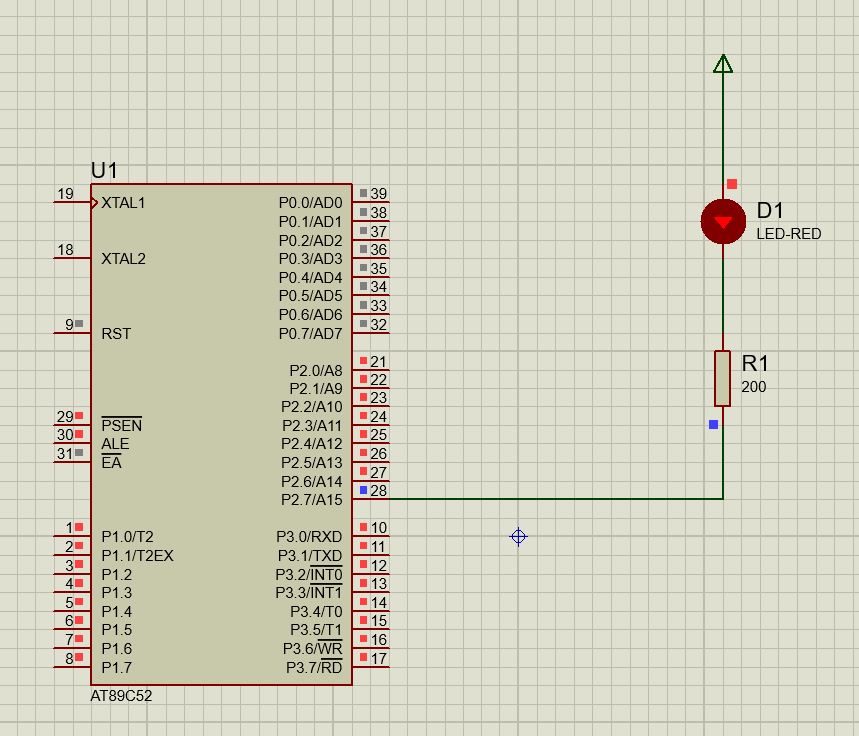 U1
19 XTAL1 P0.0/AD0 39
P0.1/AD1 38
P0.2/AD2 37
18 XTAL2 P0.3/AD3 36
P0.4/AD4 35
P0.5/AD5 34
P0.6/AD6 33
9 RST P0.7/AD7 32
P2.0/A8 21
P2.1/A9 22
P2.2/A10 23
29 PSEN P2.3/A11 24
30 ALE P2.4/A12 25
31 EA P2.5/A13 26
P2.6/A14 27
P2.7/A15 28
1 P1.0/T2 P3.0/RXD 10
2 P1.1/T2EX P3.1/TXD 11
3 P1.2 P3.2/INT0 12
4 P1.3 P3.3/INT1 13
5 P1.4 P3.4/T0 14
6 P1.5 P3.5/T1 15
7 P1.6 P3.6/WR 16
8 P1.7 P3.7/RD 17
AT89C52
D1
LED-RED
R1
200